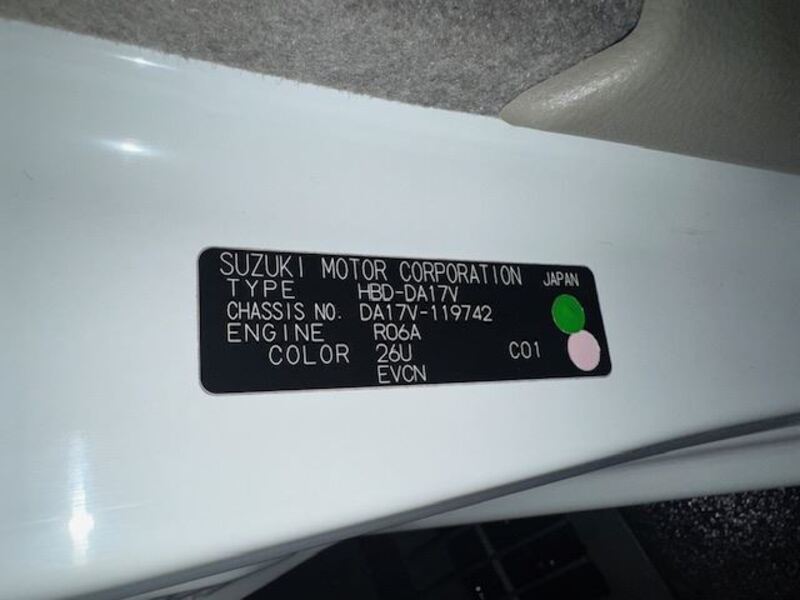 SUZUKI MOTOR CORPORATION JAPAN
TYPE HBD-DA17V
CHASSIS NO. DA17V-119742
ENGINE R06A
COLOR 26U C01
EVCN